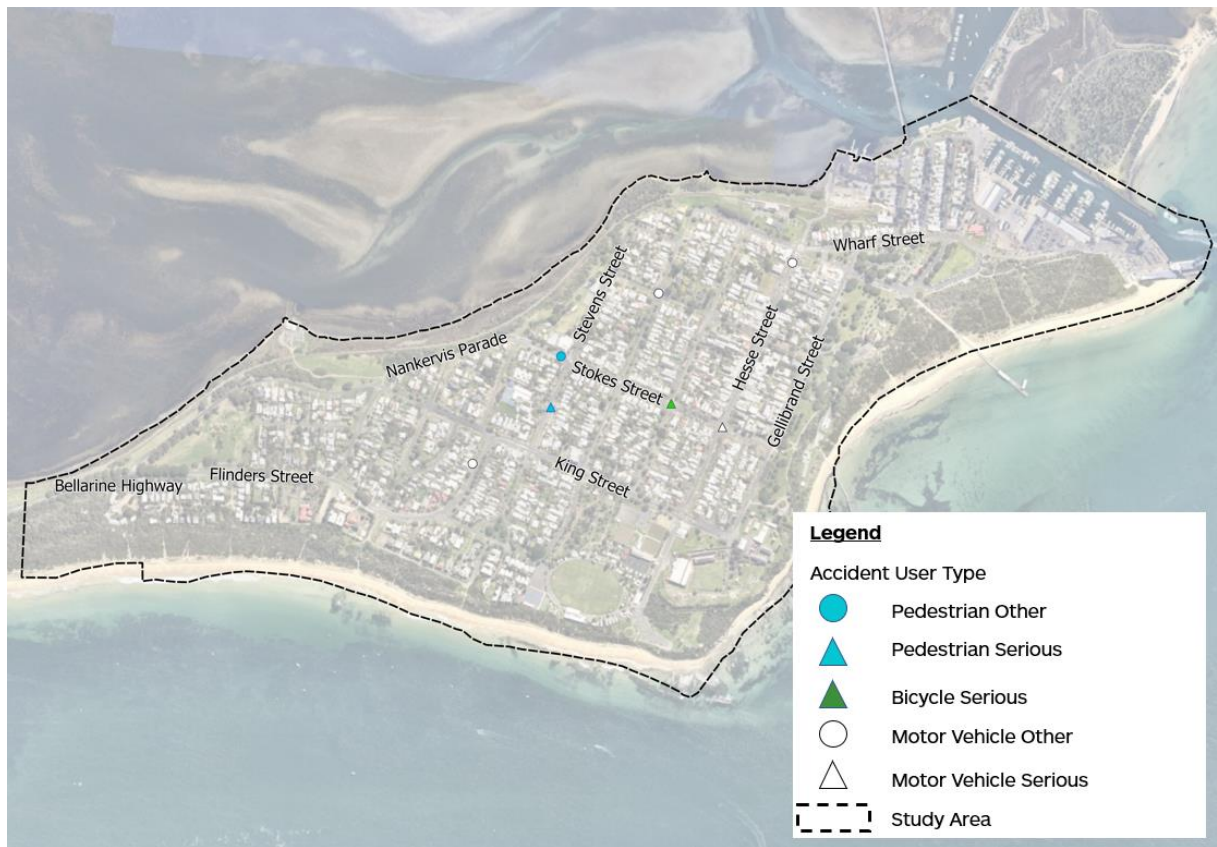 Wharf Street
Stevens Street
Hesse Street
Nankervis Parade
Stokes Street
Gellibrand Street
King Street
Flinders Street
Bellarine Highway
Legend
Accident User Type
Pedestrian Other
Pedestrian Serious
Bicycle Serious
Motor Vehicle Other
Motor Vehicle Serious
Study Area